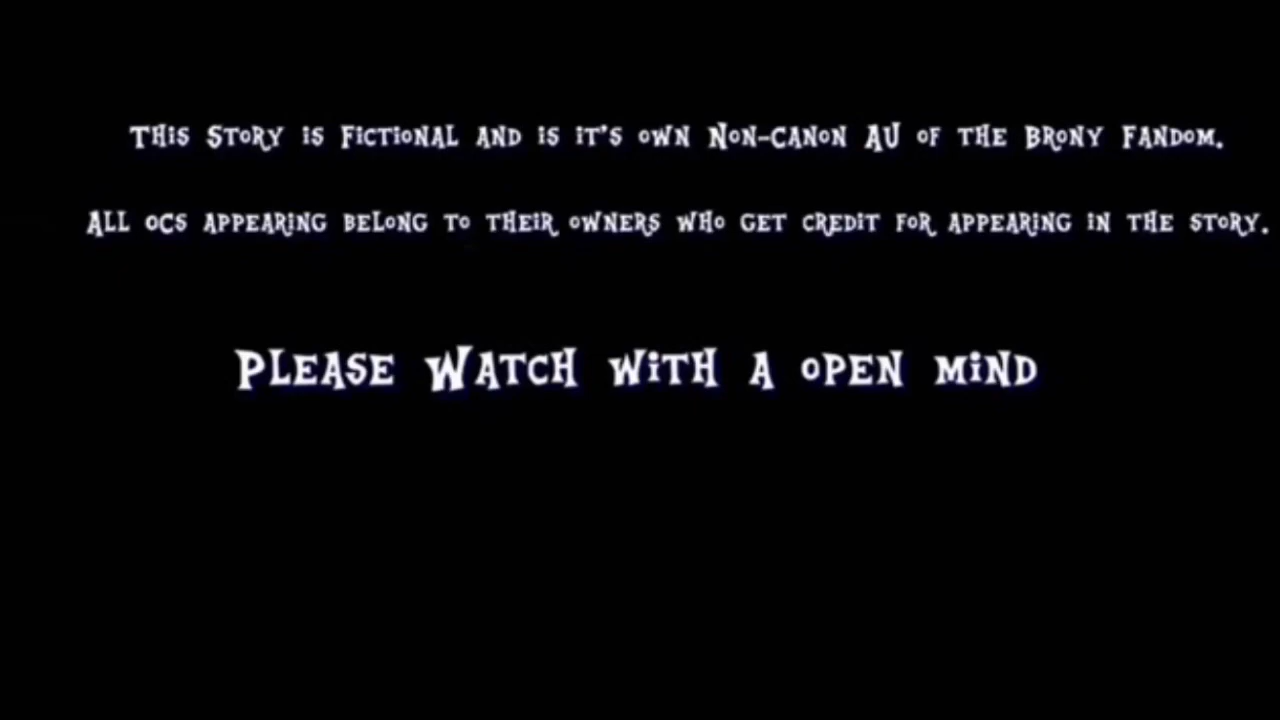 This Story is Fictional and is it's own Non-Canon AU of the Brony Fandom.
All ocs appearing belong to their owners who get credit for appearing in the story.
Please Watch with a open mind